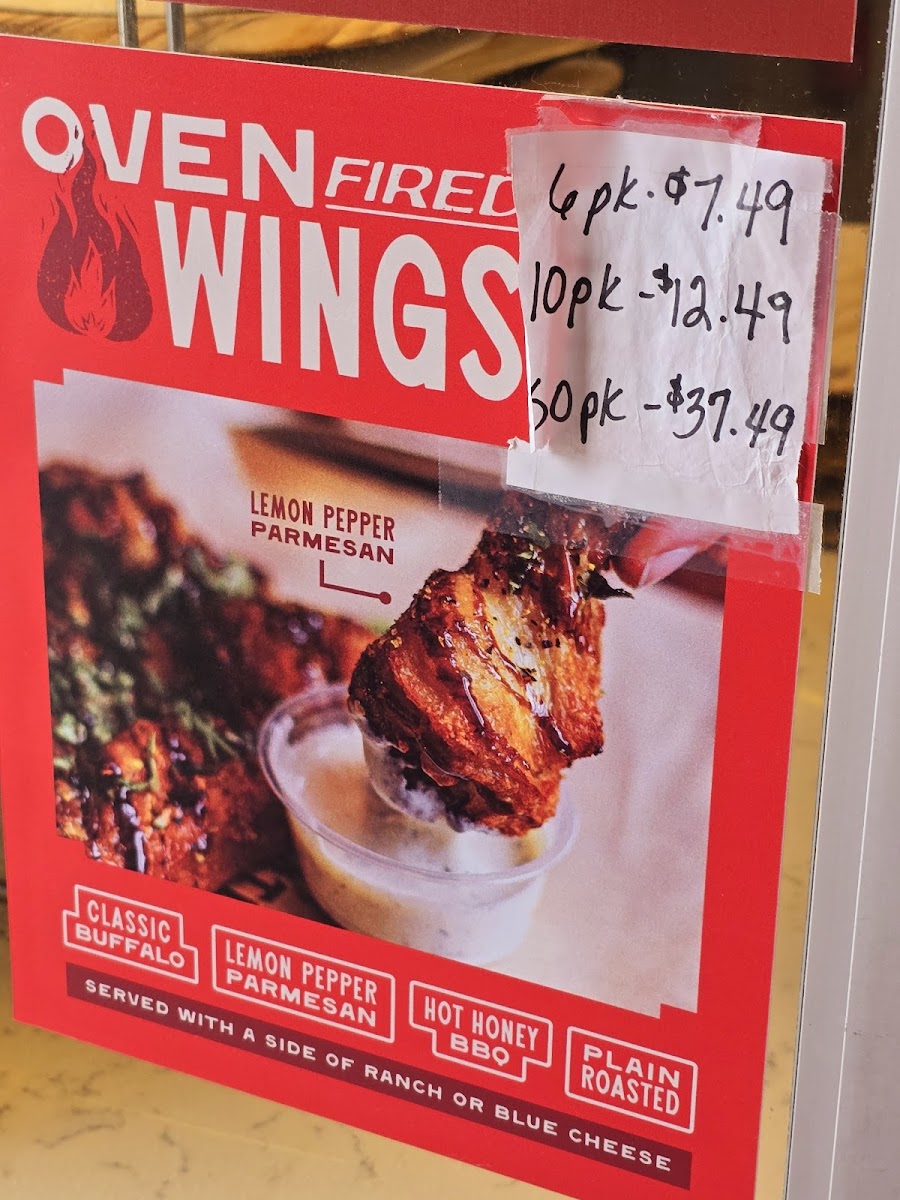 OVEN FIRED
WINGS
6pk. $7.49
10pk - $12.49
30pk - $37.49
LEMON PEPPER
PARMESAN
CLASSIC
BUFFALO
LEMON PEPPER
PARMESAN
HOT HONEY
BBQ
PLAIN
ROASTED
SERVED WITH A SIDE OF RANCH OR BLUE CHEESE